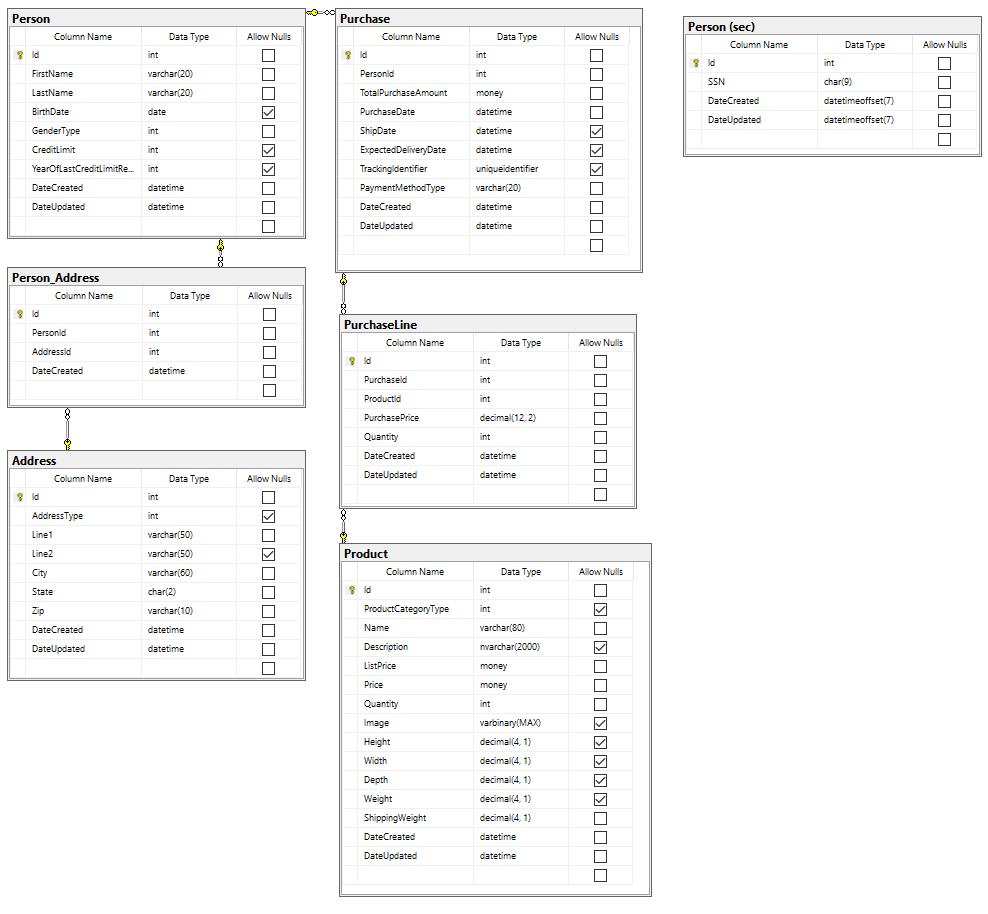 Person
Column Name Data Type Allow Nulls
Id int
FirstName varchar(20)
LastName varchar(20)
BirthDate date
GenderType int
CreditLimit int
YearOfLastCreditLimitRe... int
DateCreated datetime
DateUpdated datetime
Person_Address
Column Name Data Type Allow Nulls
Id int
PersonId int
AddressId int
DateCreated datetime
Address
Column Name Data Type Allow Nulls
Id int
AddressType int
Line1 varchar(50)
Line2 varchar(50)
City varchar(60)
State char(2)
Zip varchar(10)
DateCreated datetime
DateUpdated datetime
Purchase
Column Name Data Type Allow Nulls
Id int
PersonId int
TotalPurchaseAmount money
PurchaseDate datetime
ShipDate datetime
ExpectedDeliveryDate datetime
TrackingIdentifier uniqueidentifier
PaymentMethodType varchar(20)
DateCreated datetime
DateUpdated datetime
PurchaseLine
Column Name Data Type Allow Nulls
Id int
PurchaseId int
ProductId int
PurchasePrice decimal(12, 2)
Quantity int
DateCreated datetime
DateUpdated datetime
Product
Column Name Data Type Allow Nulls
Id int
ProductCategoryType int
Name varchar(80)
Description nvarchar(2000)
ListPrice money
Price money
Quantity int
Image varbinary(MAX)
Height decimal(4, 1)
Width decimal(4, 1)
Depth decimal(4, 1)
Weight decimal(4, 1)
ShippingWeight decimal(4, 1)
DateCreated datetime
DateUpdated datetime
Person (sec)
Column Name Data Type Allow Nulls
Id int
SSN char(9)
DateCreated datetimeoffset(7)
DateUpdated datetimeoffset(7)